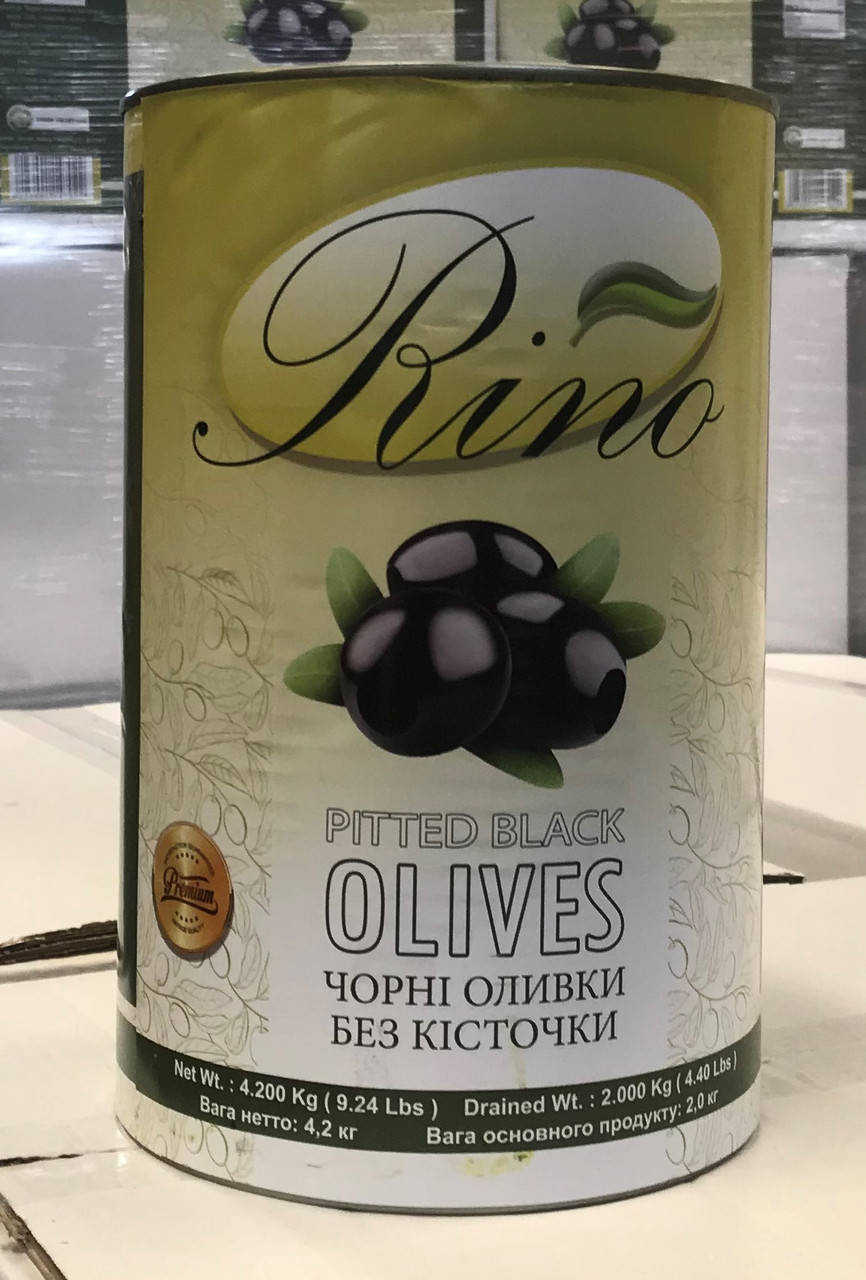 Rino
PITTED BLACK
OLIVES
ЧОРНІ ОЛИВКИ
БЕЗ КІСТОЧКИ
Premium
Net Wt. : 4.200 Kg ( 9.24 Lbs ) Drained Wt. : 2.000 Kg ( 4.40 Lbs )
Вага нетто: 4,2 кг Вага основного продукту: 2,0 кг